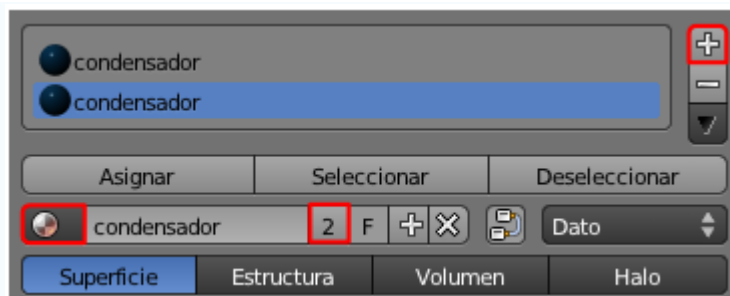 condensador
condensador
Asignar Seleccionar Deseleccionar
condensador 2 F Dato
Superficie Estructura Volumen Halo